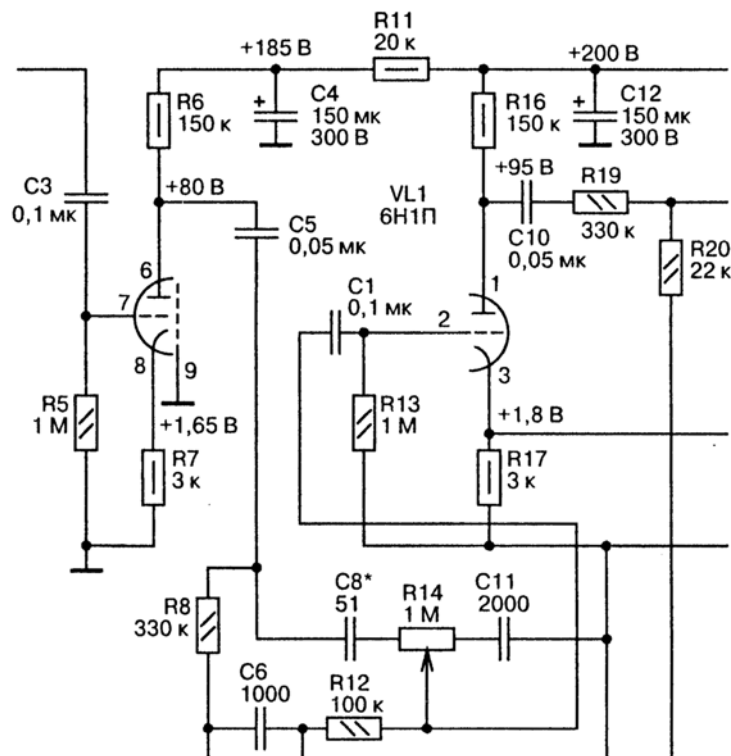 R11
20 к
+185 В
+200 В
R6
150 к
C4
150 мк
300 В
R16
150 к
C12
150 мк
300 В
C3
0,1 мк
+80 В
VL1
6Н1П
+95 В
R19
330 к
C5
0,05 мк
C10
0,05 мк
R20
22 к
6
7
8
9
C1
0,1 мк
1
2
3
R5
1 М
+1,65 В
R13
1 М
+1,8 В
R7
3 к
R17
3 к
R8
330 к
C8*
51
R14
1 М
C11
2000
C6
1000
R12
100 к